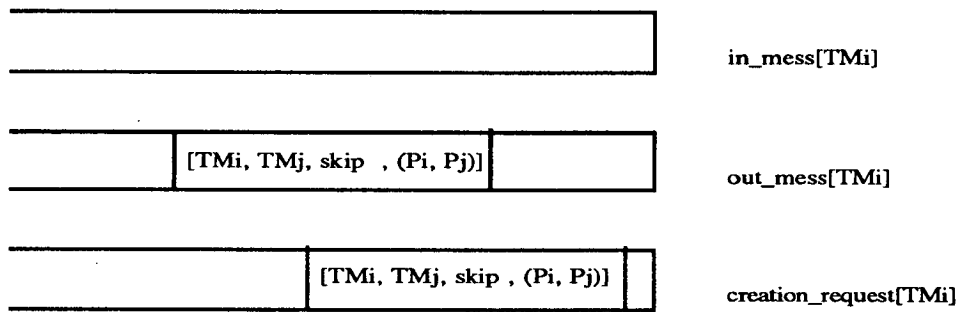 in_mess[TMi]
[TMi, TMj, skip , (Pi, Pj)]
out_mess[TMi]
[TMi, TMj, skip , (Pi, Pj)]
creation_request[TMi]